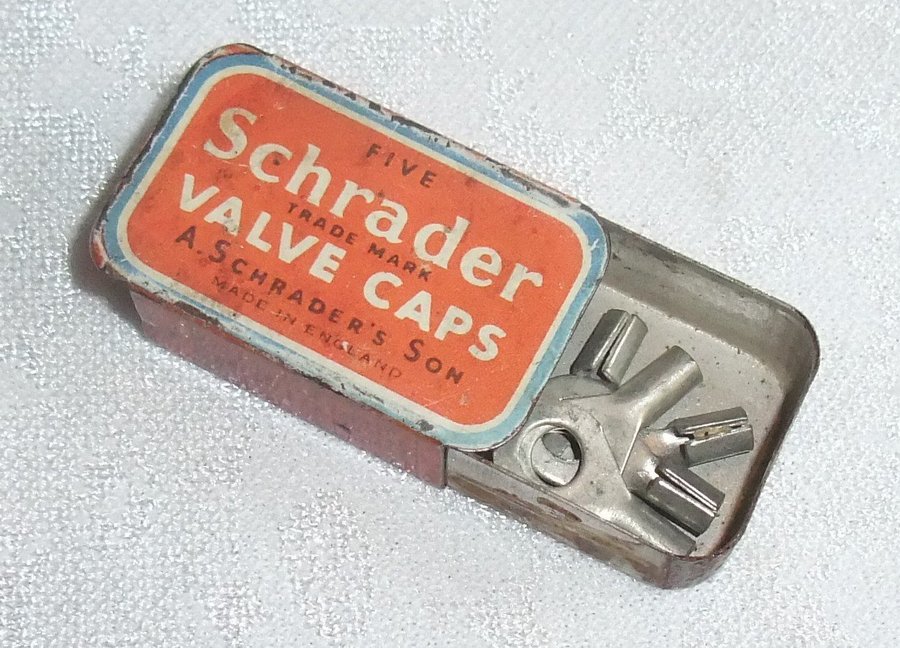 FIVE
Schrader
TRADE MARK
VALVE CAPS
A. SCHRADER'S SON
MADE IN ENGLAND